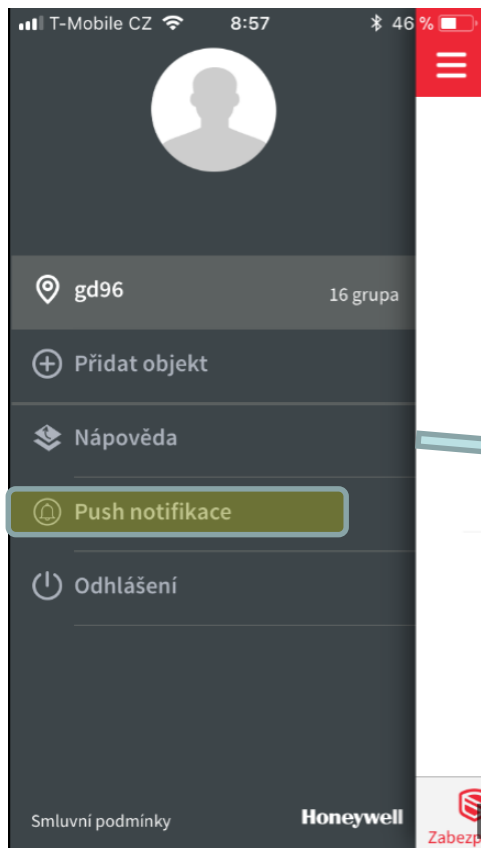 T-Mobile CZ 8:57 46 %
gd96 16 grupa
Přidat objekt
Nápověda
Push notifikace
Odhlášení
Smluvní podmínky Honeywell